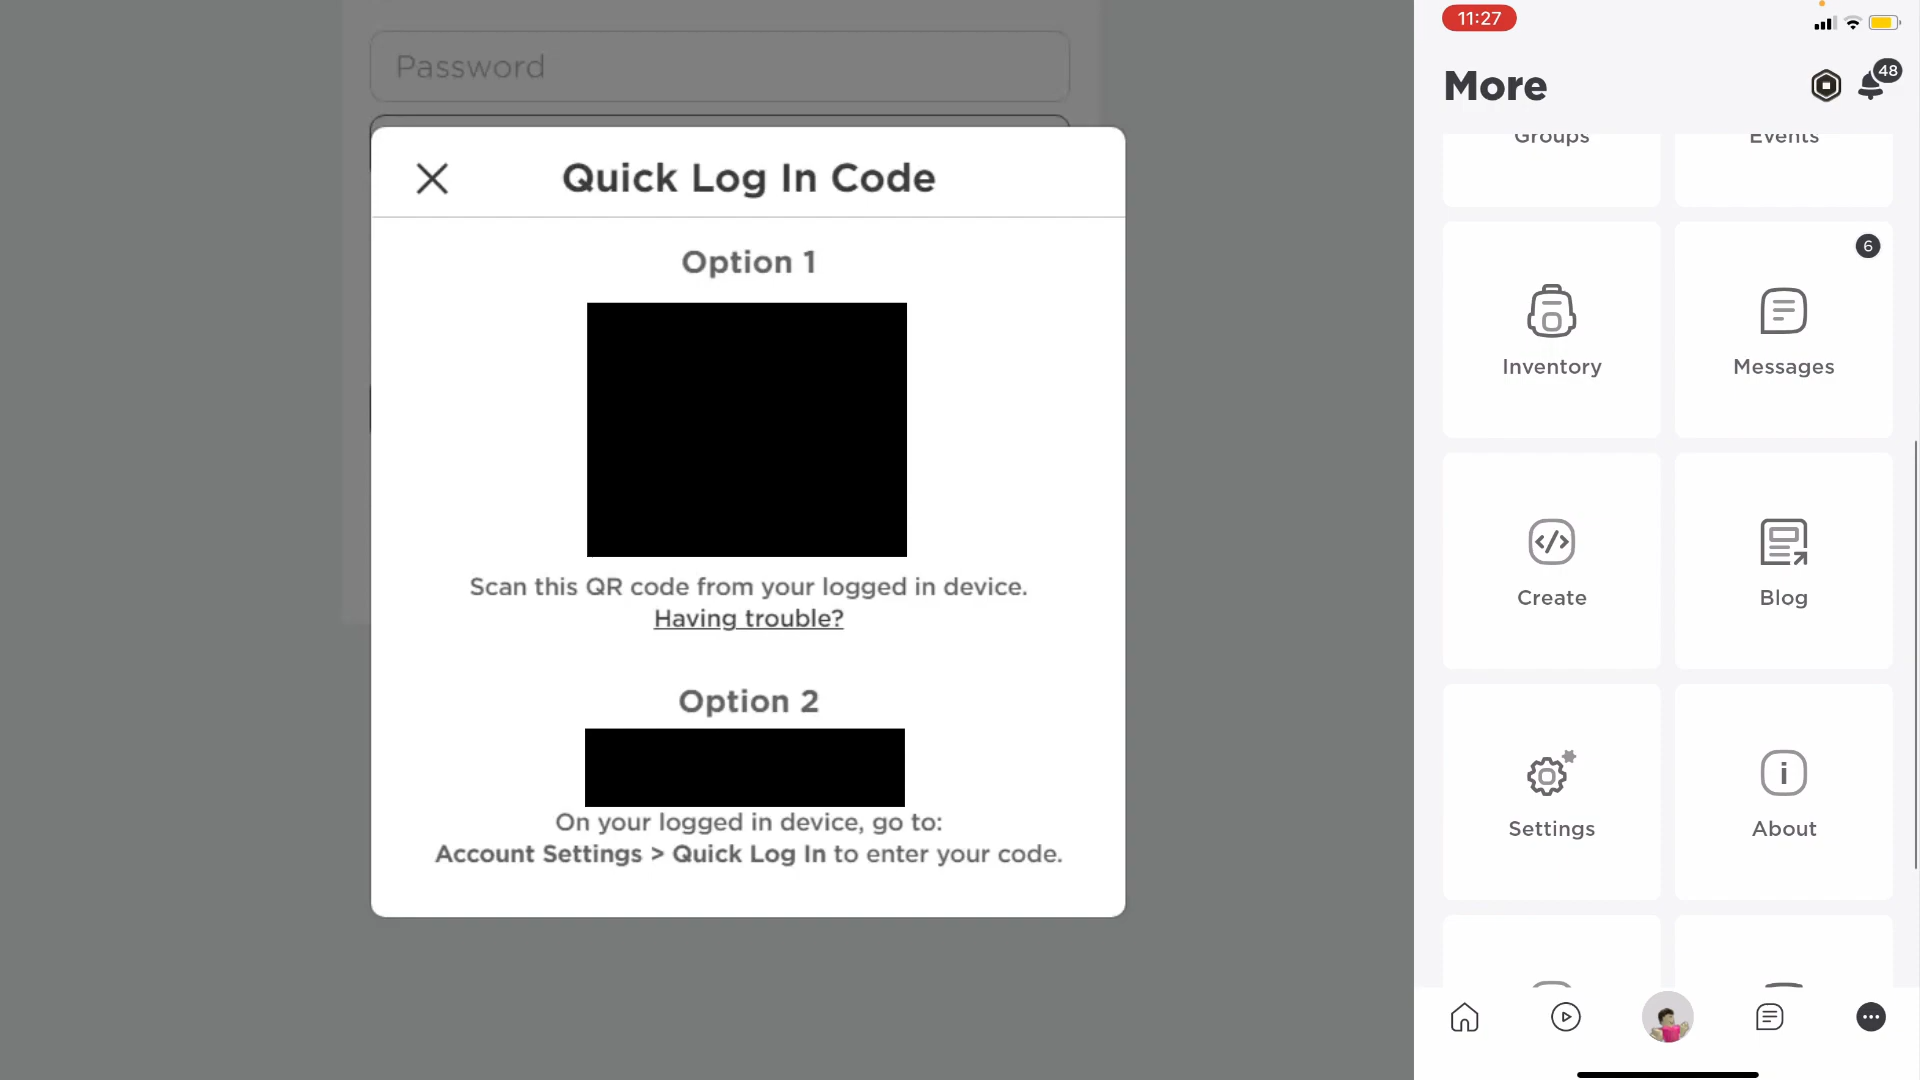 Password
Quick Log In Code
Option 1
Scan this QR code from your logged in device.
Having trouble?
Option 2
On your logged in device, go to:
Account Settings > Quick Log In to enter your code.
11:27
More
48
Groups
Events
6
Inventory
Messages
Create
Blog
Settings
About